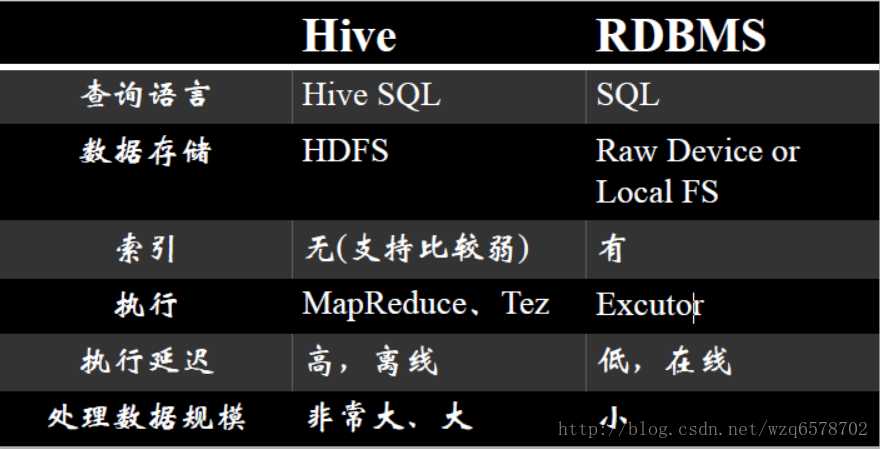 Hive RDBMS
查询语言 Hive SQL SQL
数据存储 HDFS Raw Device or
Local FS
索引 无(支持比较弱) 有
执行 MapReduce、Tez Excutor
执行延迟 高，离线 低，在线
处理数据规模 非常大、大 小
http://blog.csdn.net/wzq6578702